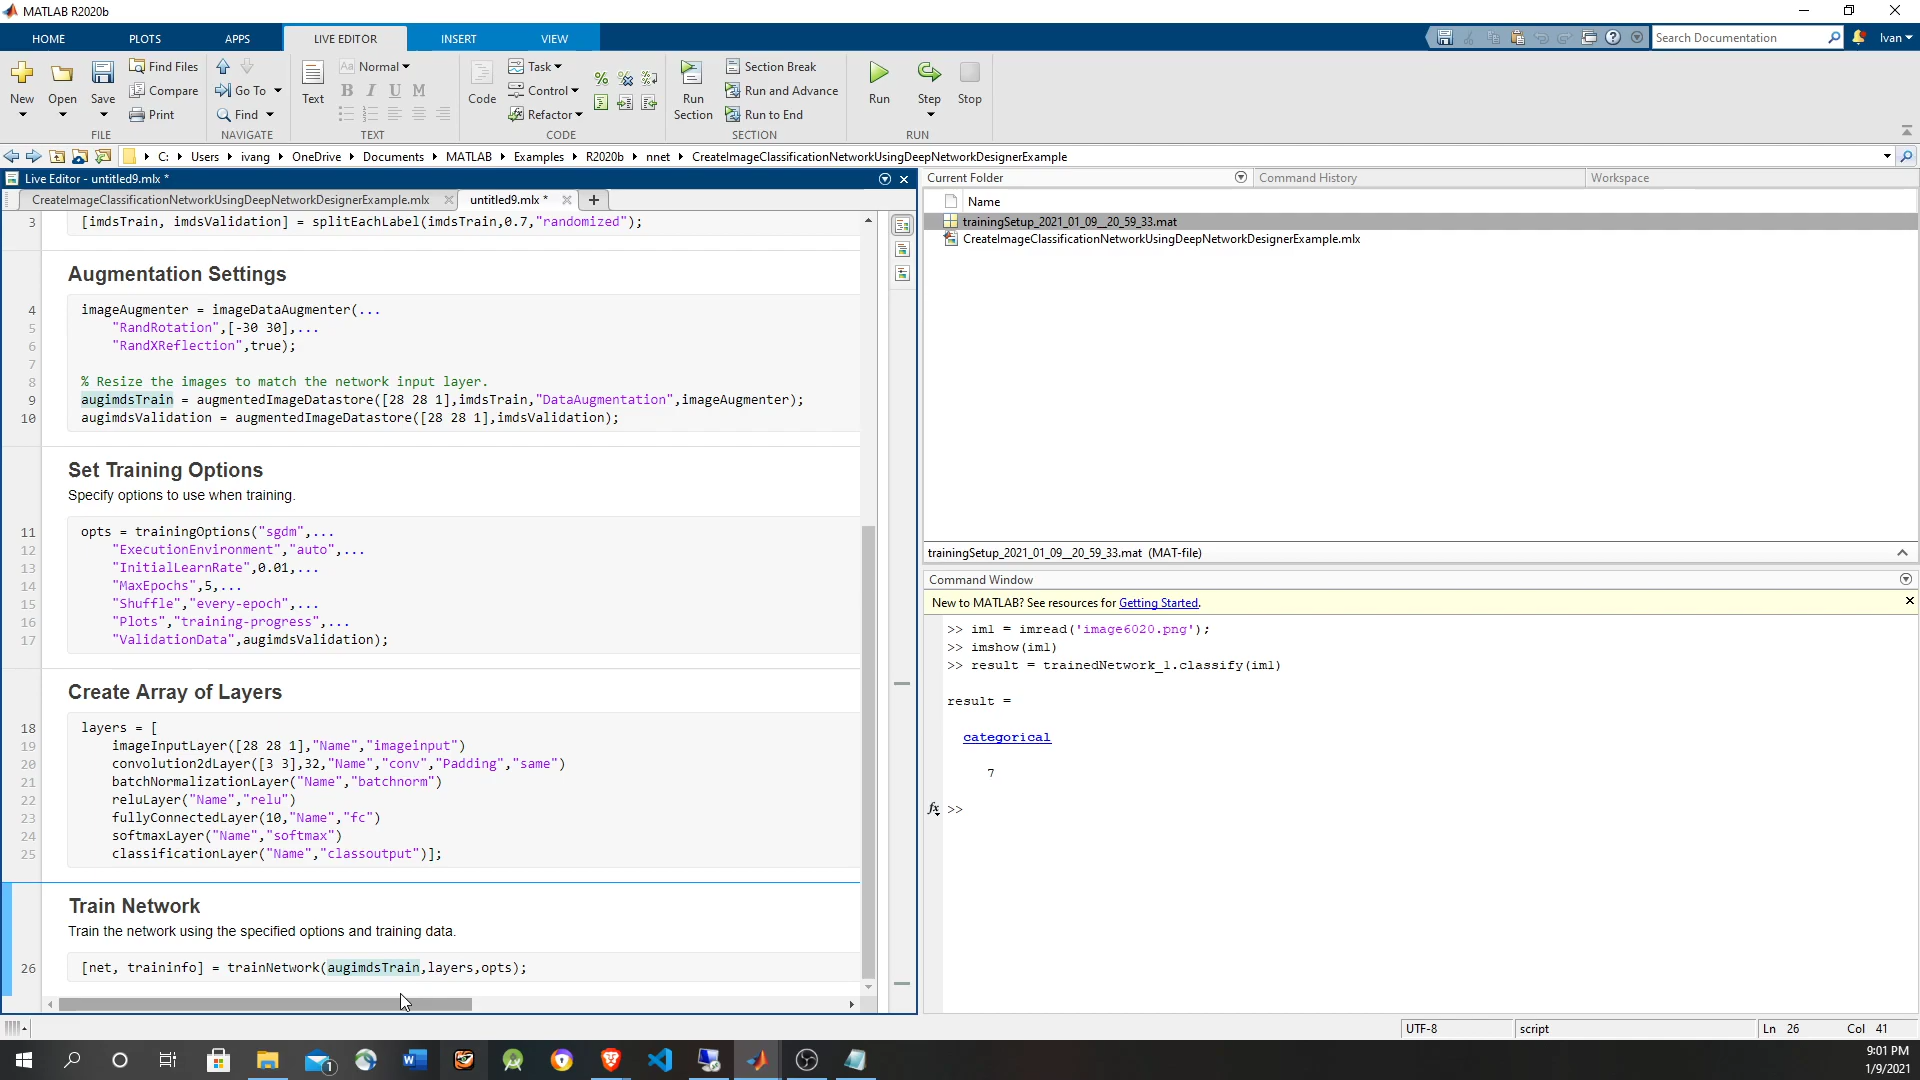 MATLAB R2020b
HOME PLOTS APPS LIVE EDITOR INSERT VIEW Search Documentation Ivan
New Open Save Find Files Compare Print
FILE
Go To Find
NAVIGATE
Text Aa Normal B I U M
TEXT
Code Task Control Refactor
CODE
Run Section Section Break Run and Advance Run to End
SECTION
Run Step Stop
RUN
C: Users ivang OneDrive Documents MATLAB Examples R2020b nnet CreateImageClassificationNetworkUsingDeepNetworkDesignerExample
Live Editor - untitled9.mlx *
CreateImageClassificationNetworkUsingDeepNetworkDesignerExample.mlx untitled9.mlx *
3 [imdsTrain, imdsValidation] = splitEachLabel(imdsTrain,0.7,"randomized");
Augmentation Settings
4 imageAugmenter = imageDataAugmenter(...
5 "RandRotation",[-30 30],...
6 "RandXReflection",true);
7
8 % Resize the images to match the network input layer.
9 augimdsTrain = augmentedImageDatastore([28 28 1],imdsTrain,"DataAugmentation",imageAugmenter);
10 augimdsValidation = augmentedImageDatastore([28 28 1],imdsValidation);
Set Training Options
Specify options to use when training.
11 opts = trainingOptions("sgdm",...
12 "ExecutionEnvironment","auto",...
13 "InitialLearnRate",0.01,...
14 "MaxEpochs",5,...
15 "Shuffle","every-epoch",...
16 "Plots","training-progress",...
17 "ValidationData",augimdsValidation);
Create Array of Layers
18 layers = [
19 imageInputLayer([28 28 1],"Name","imageinput")
20 convolution2dLayer([3 3],32,"Name","conv","Padding","same")
21 batchNormalizationLayer("Name","batchnorm")
22 reluLayer("Name","relu")
23 fullyConnectedLayer(10,"Name","fc")
24 softmaxLayer("Name","softmax")
25 classificationLayer("Name","classoutput")];
Train Network
Train the network using the specified options and training data.
26 [net, traininfo] = trainNetwork(augimdsTrain,layers,opts);
Current Folder Command History Workspace
Name
trainingSetup_2021_01_09__20_59_33.mat
CreateImageClassificationNetworkUsingDeepNetworkDesignerExample.mlx
trainingSetup_2021_01_09__20_59_33.mat (MAT-file)
Command Window
New to MATLAB? See resources for Getting Started.
>> im1 = imread('image6020.png');
>> imshow(im1)
>> result = trainedNetwork_1.classify(im1)
result =
categorical
7
fx >>
UTF-8 script Ln 26 Col 41
9:01 PM
1/9/2021